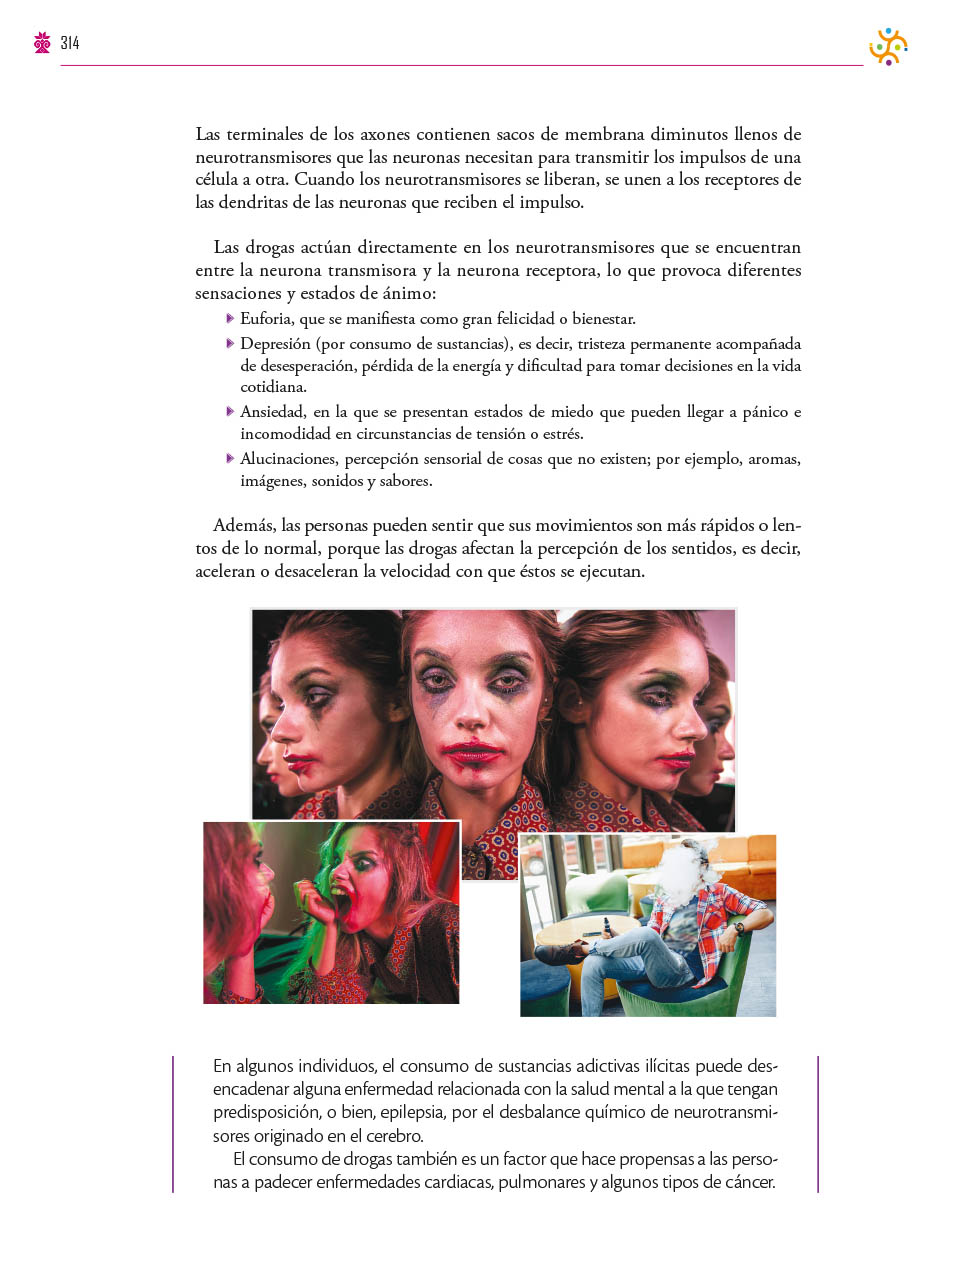 314
Las terminales de los axones contienen sacos de membrana diminutos llenos de
neurotransmisores que las neuronas necesitan para transmitir los impulsos de una
célula a otra. Cuando los neurotransmisores se liberan, se unen a los receptores de
las dendritas de las neuronas que reciben el impulso.
Las drogas actúan directamente en los neurotransmisores que se encuentran
entre la neurona transmisora y la neurona receptora, lo que provoca diferentes
sensaciones y estados de ánimo:
Euforia, que se manifiesta como gran felicidad o bienestar.
Depresión (por consumo de sustancias), es decir, tristeza permanente acompañada
de desesperación, pérdida de la energía y dificultad para tomar decisiones en la vida
cotidiana.
Ansiedad, en la que se presentan estados de miedo que pueden llegar a pánico e
incomodidad en circunstancias de tensión o estrés.
Alucinaciones, percepción sensorial de cosas que no existen; por ejemplo, aromas,
imágenes, sonidos y sabores.
Además, las personas pueden sentir que sus movimientos son más rápidos o len-
tos de lo normal, porque las drogas afectan la percepción de los sentidos, es decir,
aceleran o desaceleran la velocidad con que éstos se ejecutan.
En algunos individuos, el consumo de sustancias adictivas ilícitas puede des-
encadenar alguna enfermedad relacionada con la salud mental a la que tengan
predisposición, o bien, epilepsia, por el desbalance químico de neurotransmi-
sores originado en el cerebro.
El consumo de drogas también es un factor que hace propensas a las perso-
nas a padecer enfermedades cardiacas, pulmonares y algunos tipos de cáncer.